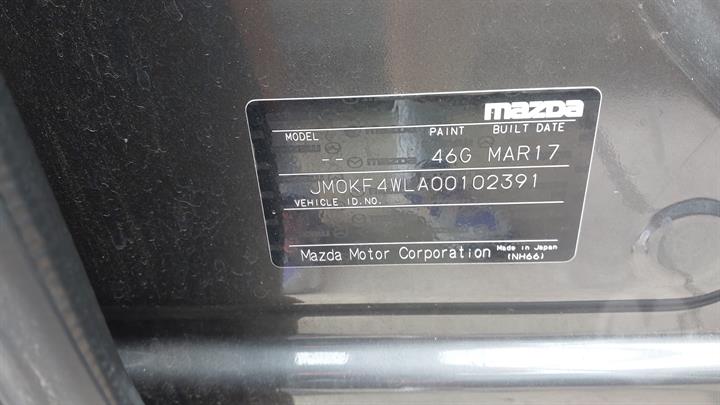 mazda
MODEL PAINT BUILT DATE
-- 46G MAR17
JM0KF4WLA00102391
VEHICLE ID.NO.
Mazda Motor Corporation Made in Japan
(NH66)